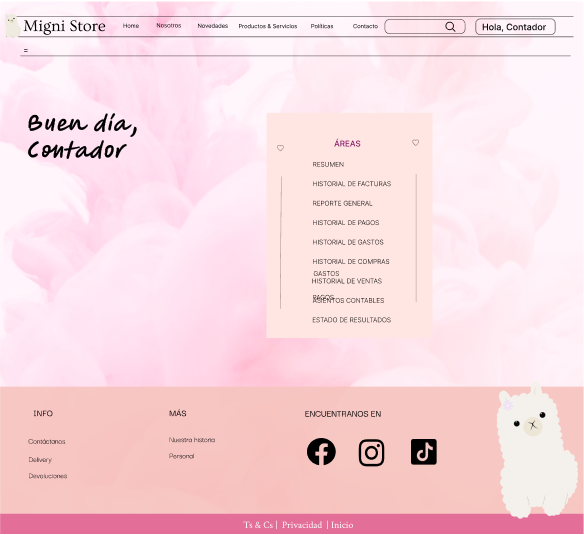 Migni Store
Home
Nosotros
Novedades
Productos & Servicios
Políticas
Contacto
Hola, Contador
=
Buen día,
Contador
ÁREAS
RESUMEN
HISTORIAL DE FACTURAS
REPORTE GENERAL
HISTORIAL DE PAGOS
HISTORIAL DE GASTOS
HISTORIAL DE COMPRAS
GASTOS
HISTORIAL DE VENTAS
PAGOS
ASIENTOS CONTABLES
ESTADO DE RESULTADOS
INFO
Contáctanos
Delivery
Devoluciones
MÁS
Nuestra historia
Personal
ENCUENTRANOS EN
Ts & Cs | Privacidad | Inicio